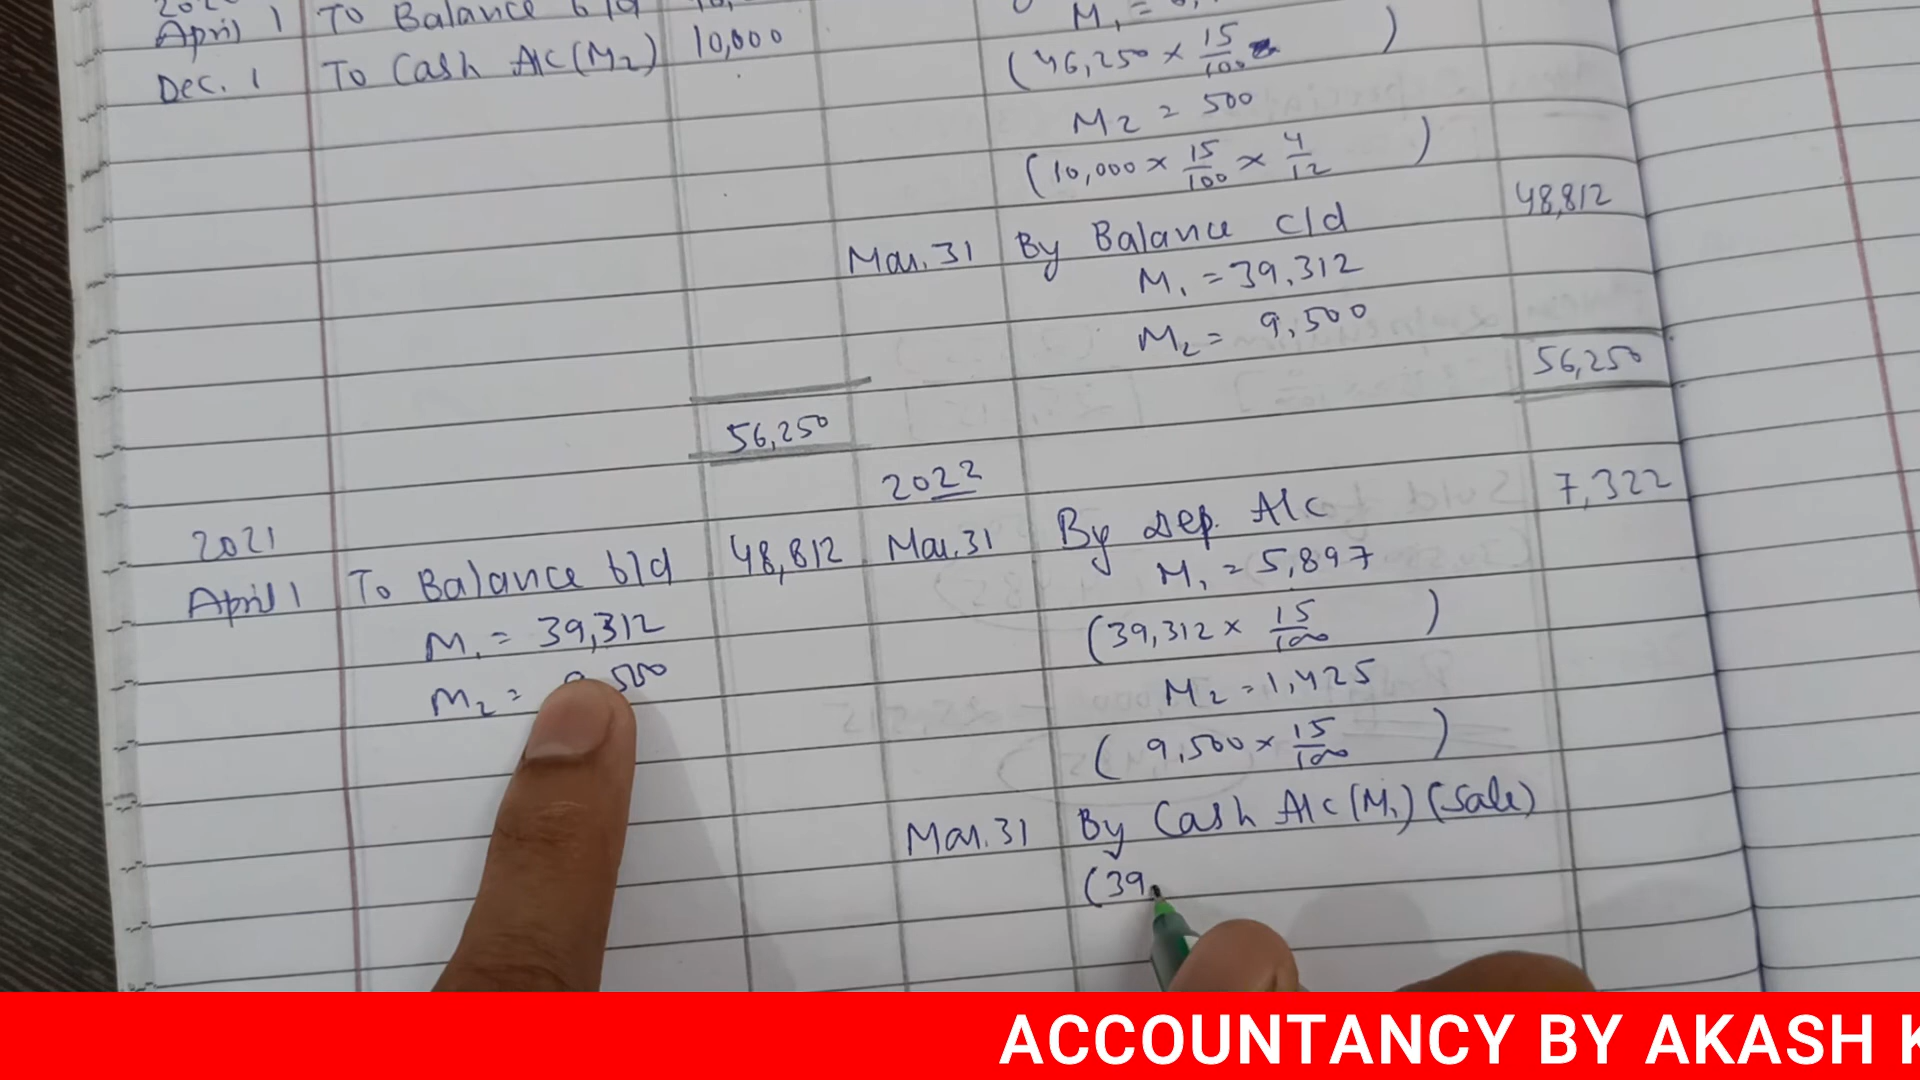 April 1 To Balance b/d
Dec. 1 To Cash A/c (M2) 10,000
(46,250 × 15/100 )
M2 = 500
(10,000 × 15/100 × 4/12 )
Mar. 31 By Balance c/d 48,812
M1 = 39,312
M2 = 9,500
56,250
56,250
2022
2021
April 1 To Balance b/d 48,812 Mar. 31 By Dep. A/c 7,322
M1 = 39,312
M1 = 5,897
(39,312 × 15/100 )
M2 = 500
M2 = 1,425
( 9,500 × 15/100 )
Mar. 31 By Cash A/c (M1) (Sale)
(39,
ACCOUNTANCY BY AKASH K